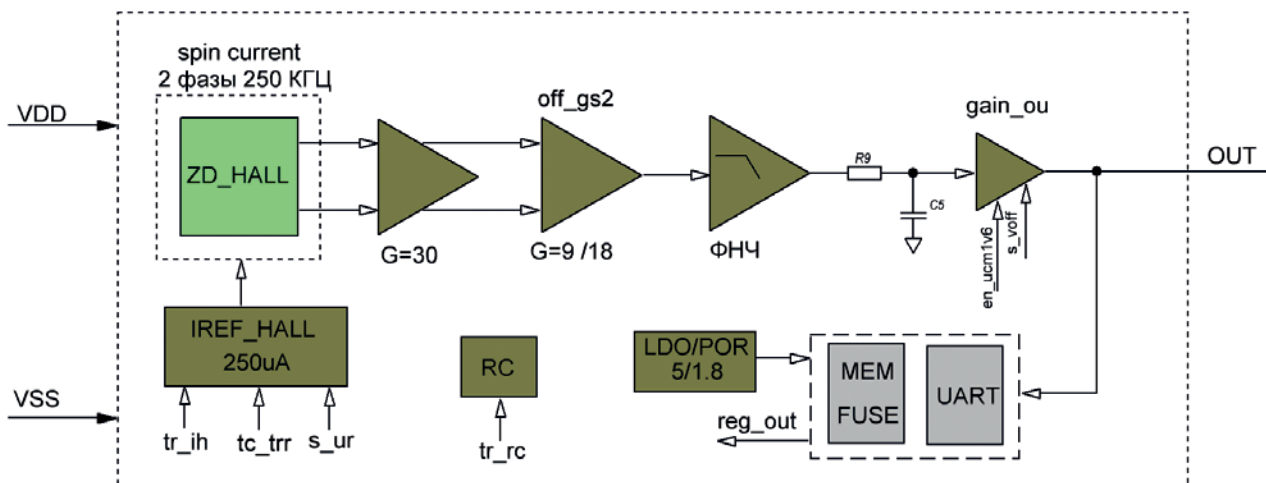 spin current
2 фазы 250 КГЦ
VDD
off_gs2
gain_ou
ZD_HALL
R9
C5
OUT
G=30
G=9 /18
ФНЧ
en_ucm1v6
s_voff
IREF_HALL
250uA
RC
LDO/POR
5/1.8
MEM
FUSE
UART
VSS
tr_ih
tc_trr
s_ur
tr_rc
reg_out